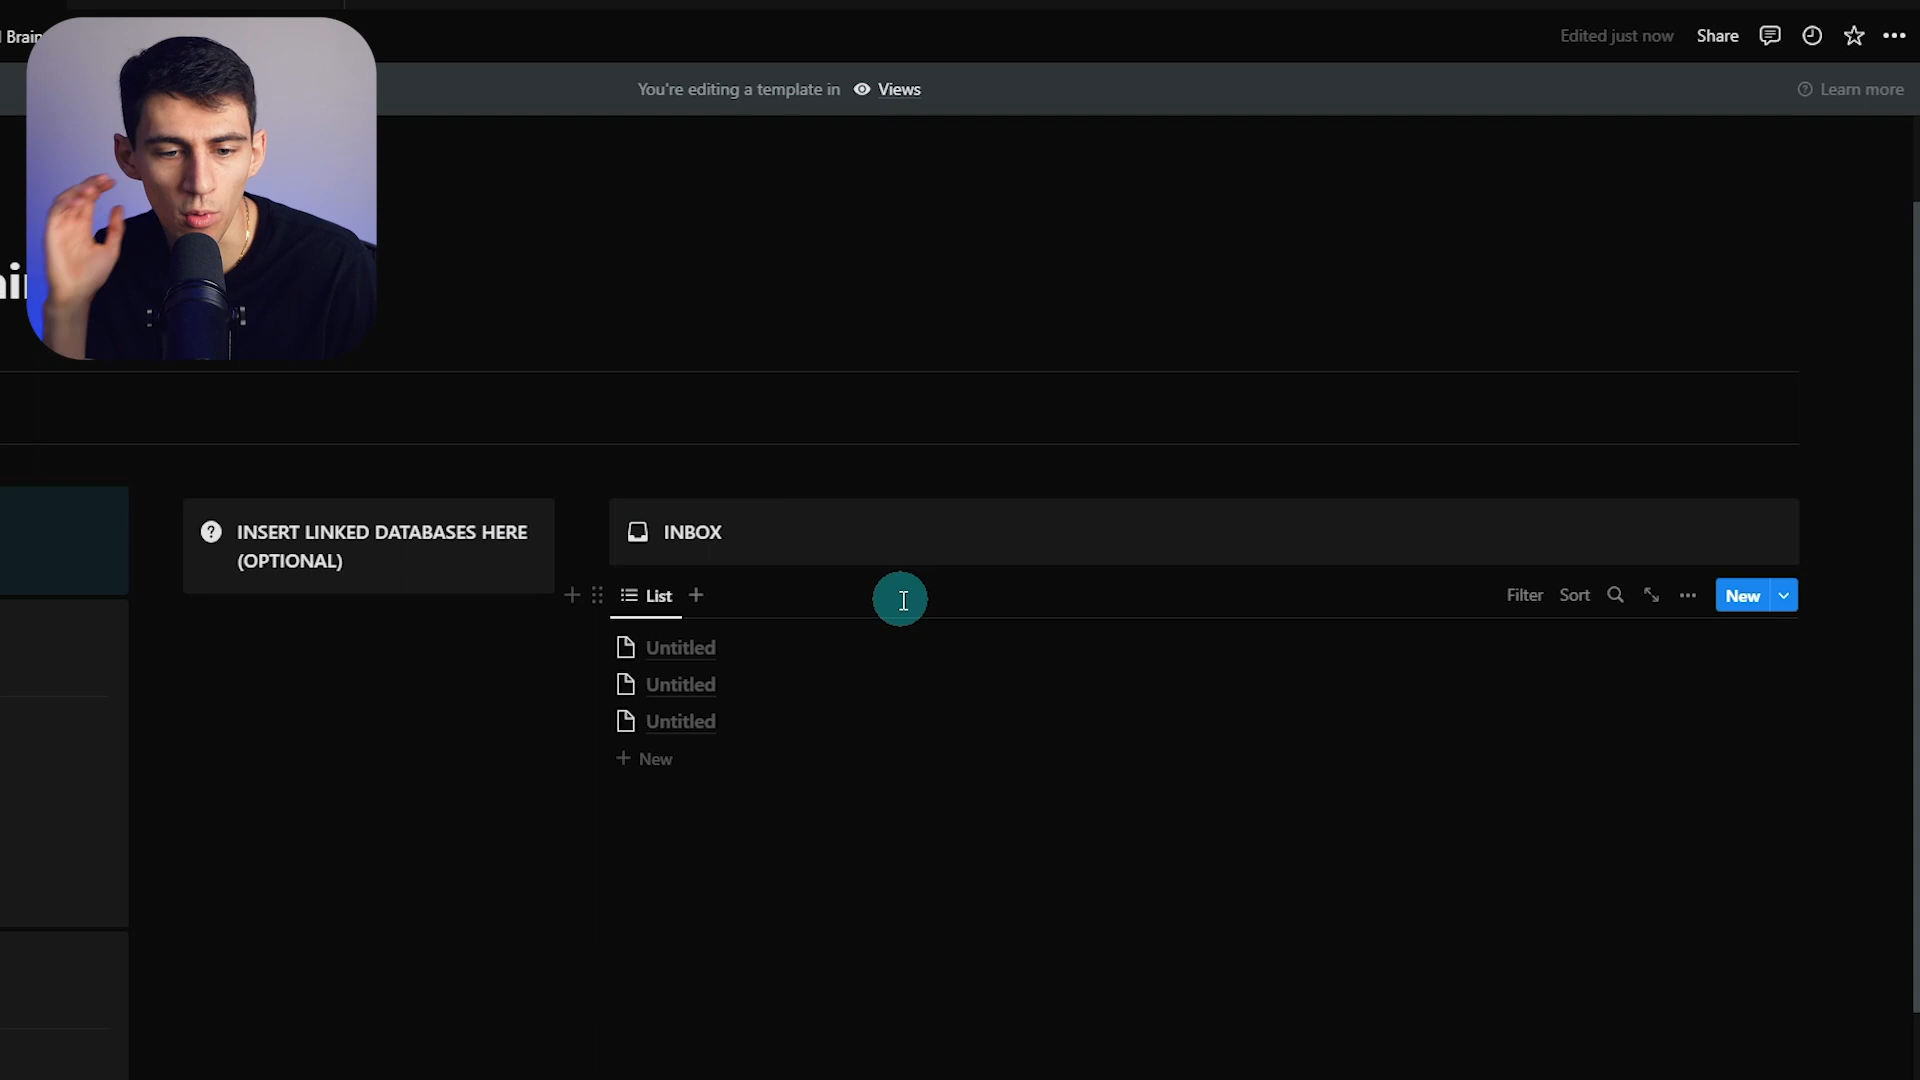 Brain
Edited just now
Share
You're editing a template in Views
Learn more
INSERT LINKED DATABASES HERE
(OPTIONAL)
INBOX
List
Filter
Sort
New
Untitled
Untitled
Untitled
New